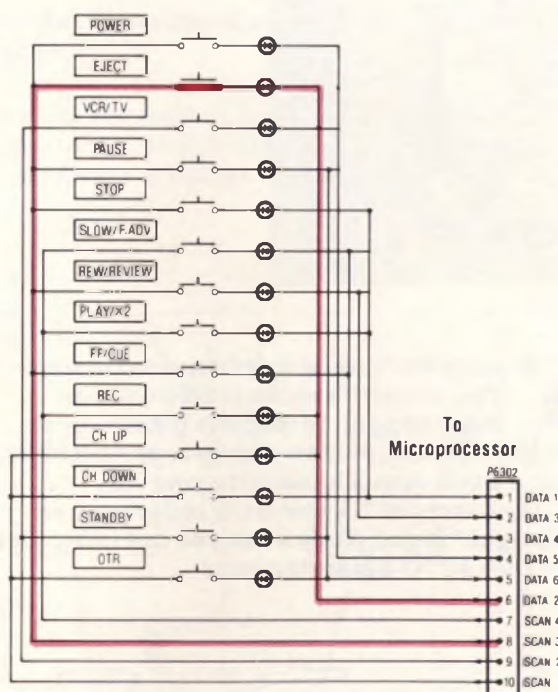 POWER
EJECT
VCR/TV
PAUSE
STOP
SLOW/F.ADV
REW/REVIEW
PLAY/X2
FF/CUE
REC
CH UP
CH DOWN
STANDBY
OTR
To
Microprocessor
P6302
1 DATA 1
2 DATA 3
3 DATA 4
4 DATA 5
5 DATA 6
6 DATA 2
7 SCAN 4
8 SCAN 3
9 SCAN 2
10 SCAN